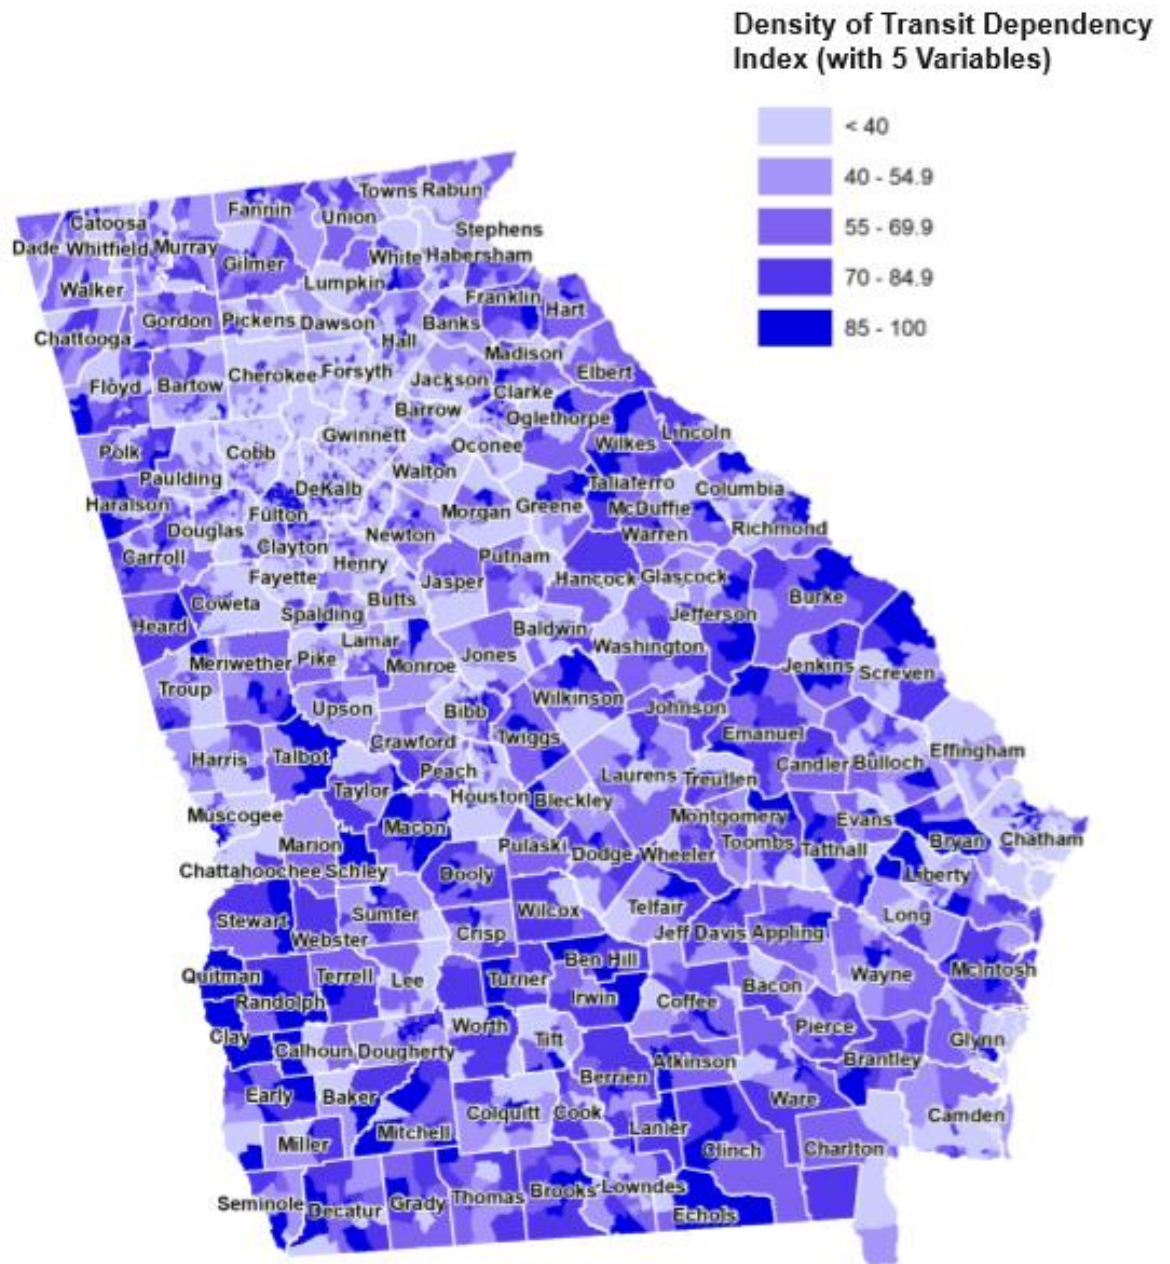 Density of Transit Dependency
Index (with 5 Variables)
< 40
40 - 54.9
55 - 69.9
70 - 84.9
85 - 100
Towns Rabun
Fannin
Union
Catoosa
Stephens
Dade Whitfield Murray
White Habersham
Gilmer
Lumpkin
Walker
Franklin
Hart
Gordon Pickens Dawson
Banks
Chattooga
Hall
Madison
Elbert
Cherokee Forsyth
Jackson
Floyd Bartow
Clarke
Barrow
Oglethorpe
Gwinnett
Lincoln
Oconee
Wilkes
Polk
Cobb
Walton
Paulding
Taliaferro
DeKalb
Columbia
Haralson
Greene
Morgan
McDuffie
Fulton
Douglas
Richmond
Newton
Warren
Clayton
Carroll
Putnam
Henry
Fayette
Jasper
Hancock Glascock
Coweta
Butts
Burke
Spalding
Jefferson
Heard
Baldwin
Lamar
Washington
Meriwether Pike
Jones
Monroe
Jenkins
Screven
Troup
Wilkinson
Upson
Bibb
Johnson
Emanuel
Crawford
Twiggs
Effingham
Harris
Talbot
Candler Bulloch
Peach
Laurens Treutlen
Taylor
Houston Bleckley
Muscogee
Montgomery
Evans
Macon
Bryan
Chatham
Marion
Pulaski
Toombs
Dodge Wheeler
Tattnall
Chattahoochee Schley
Dooly
Liberty
Stewart
Sumter
Wilcox
Telfair
Long
Webster
Crisp
Jeff Davis Appling
Ben Hill
Quitman
Terrell
Lee
Turner
Wayne
McIntosh
Randolph
Irwin
Coffee
Bacon
Worth
Pierce
Clay
Tift
Glynn
Calhoun Dougherty
Atkinson
Brantley
Berrien
Early
Baker
Ware
Colquitt
Cook
Camden
Mitchell
Lanier
Miller
Clinch
Charlton
Brooks
Lowndes
Seminole
Decatur
Grady
Thomas
Echols